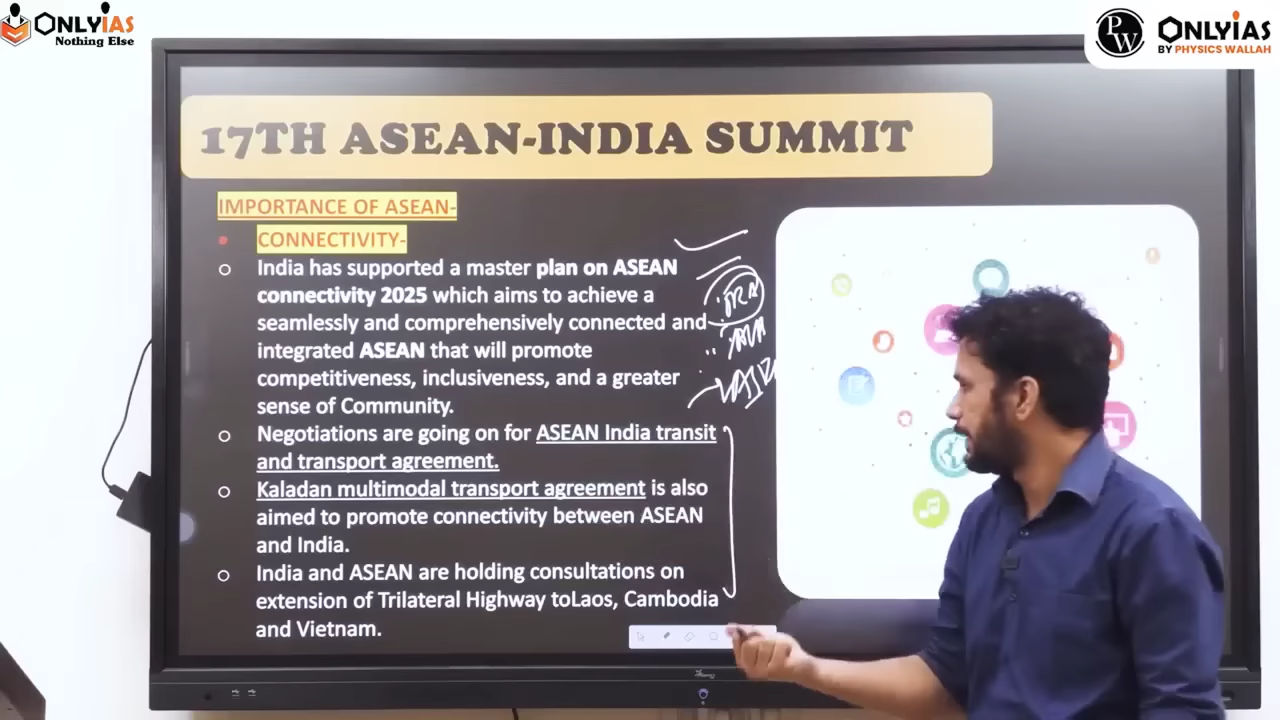 ONLYIAS
Nothing Else
PW
ONLYIAS
BY PHYSICS WALLAH
17TH ASEAN-INDIA SUMMIT
IMPORTANCE OF ASEAN-
• CONNECTIVITY-
o India has supported a master plan on ASEAN
connectivity 2025 which aims to achieve a
seamlessly and comprehensively connected and
integrated ASEAN that will promote
competitiveness, inclusiveness, and a greater
sense of Community.
o Negotiations are going on for ASEAN India transit
and transport agreement.
o Kaladan multimodal transport agreement is also
aimed to promote connectivity between ASEAN
and India.
o India and ASEAN are holding consultations on
extension of Trilateral Highway toLaos, Cambodia
and Vietnam.